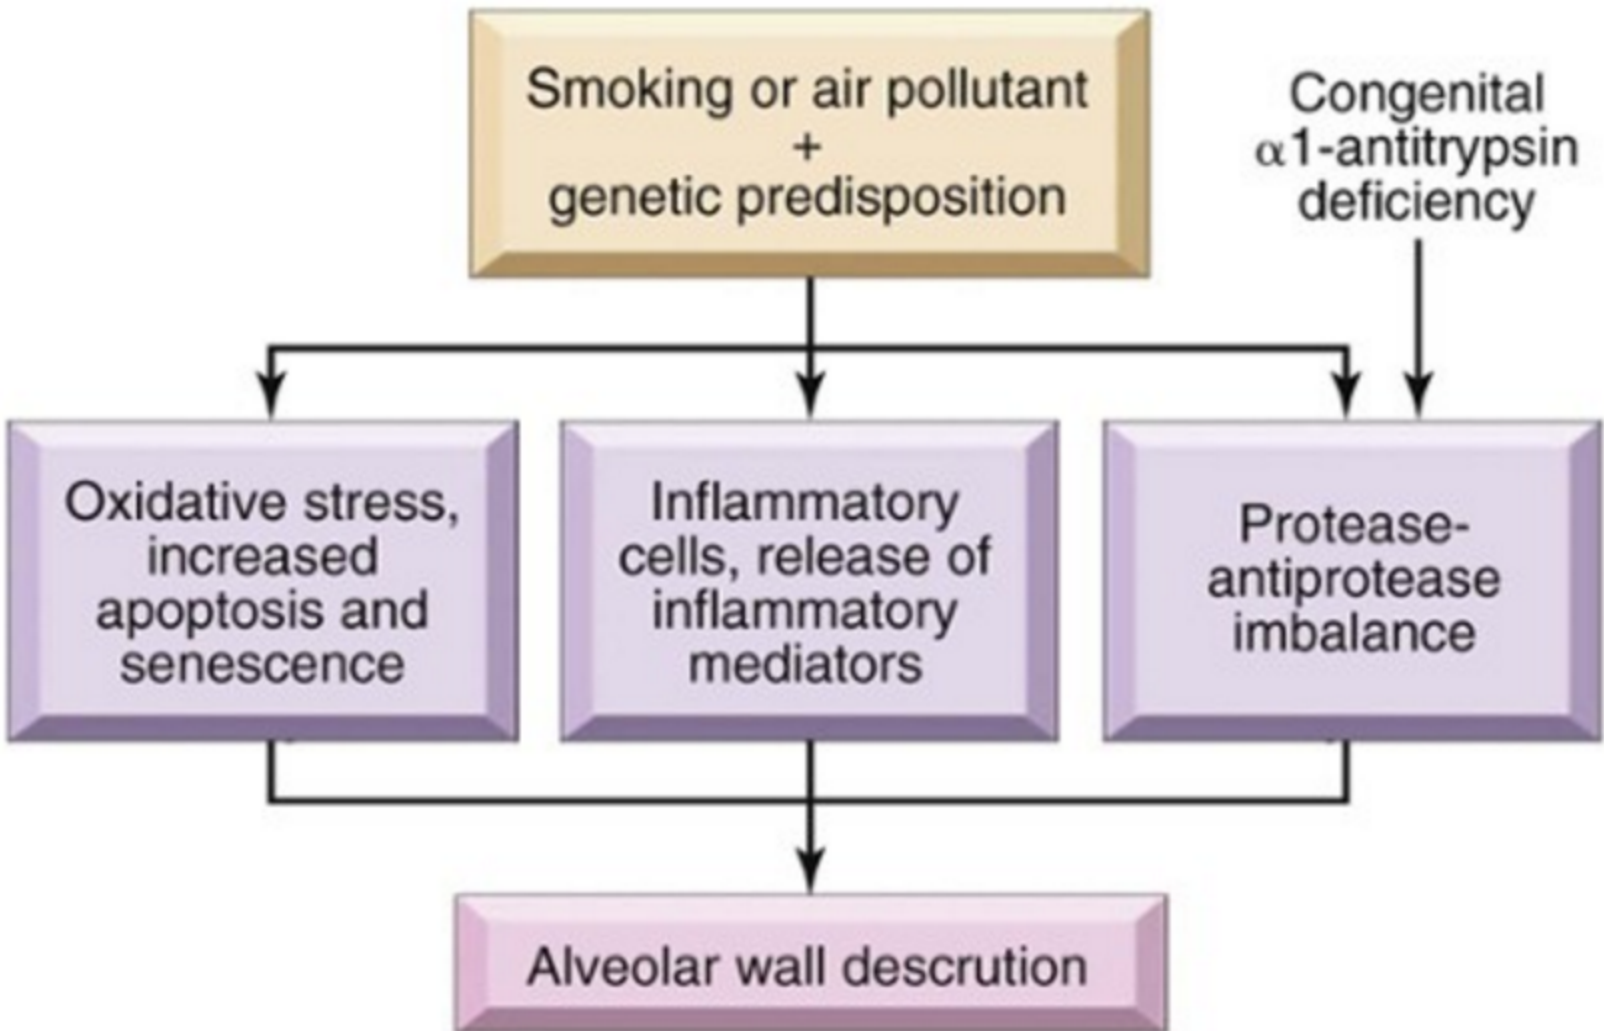 Smoking or air pollutant
+
genetic predisposition
Congenital
α1-antitrypsin
deficiency
Oxidative stress,
increased
apoptosis and
senescence
Inflammatory
cells, release of
inflammatory
mediators
Protease-
antiprotease
imbalance
Alveolar wall descrution